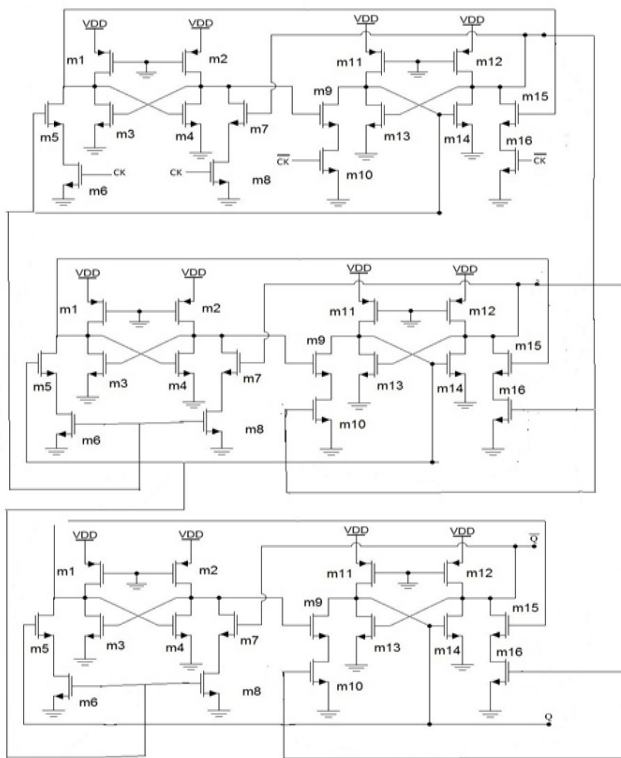 VDD VDD VDD VDD
m1 m2 m11 m12
m9 m15
m5 m3 m4 m7 m13 m14 m16
CK CK CK CK
m6 m8 m10
VDD VDD VDD VDD
m1 m2 m11 m12
m9 m15
m5 m3 m4 m7 m13 m14 m16
m6 m8 m10
VDD VDD VDD VDD Q
m1 m2 m11 m12
m9 m15
m5 m3 m4 m7 m13 m14 m16
m6 m8 m10
Q